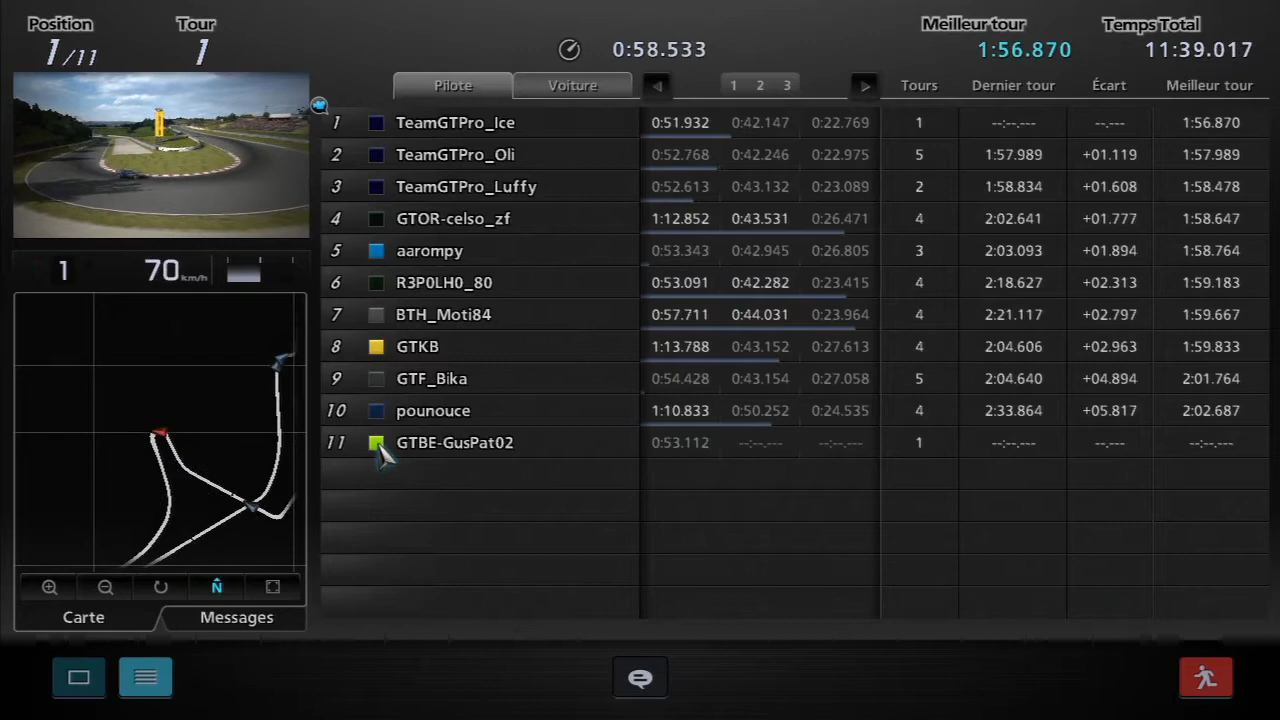 Position Tour Meilleur tour Temps Total
1/11 1 0:58.533 1:56.870 11:39.017
Pilote Voiture 1 2 3 Tours Dernier tour Écart Meilleur tour
1 TeamGTPro_Ice 0:51.932 0:42.147 0:22.769 1 --:--.--- --.--- 1:56.870
2 TeamGTPro_Oli 0:52.768 0:42.246 0:22.975 5 1:57.989 +01.119 1:57.989
3 TeamGTPro_Luffy 0:52.613 0:43.132 0:23.089 2 1:58.834 +01.608 1:58.478
4 GTOR-celso_zf 1:12.852 0:43.531 0:26.471 4 2:02.641 +01.777 1:58.647
5 aarompy 0:53.343 0:42.945 0:26.805 3 2:03.093 +01.894 1:58.764
6 R3P0LH0_80 0:53.091 0:42.282 0:23.415 4 2:18.627 +02.313 1:59.183
7 BTH_Moti84 0:57.711 0:44.031 0:23.964 4 2:21.117 +02.797 1:59.667
8 GTKB 1:13.788 0:43.152 0:27.613 4 2:04.606 +02.963 1:59.833
9 GTF_Bika 0:54.428 0:43.154 0:27.058 5 2:04.640 +04.894 2:01.764
10 pounouce 1:10.833 0:50.252 0:24.535 4 2:33.864 +05.817 2:02.687
11 GTBE-GusPat02 0:53.112 --:--.--- --:--.--- 1 --:--.--- --.--- --:--.---
1 70 km/h
N
Carte Messages